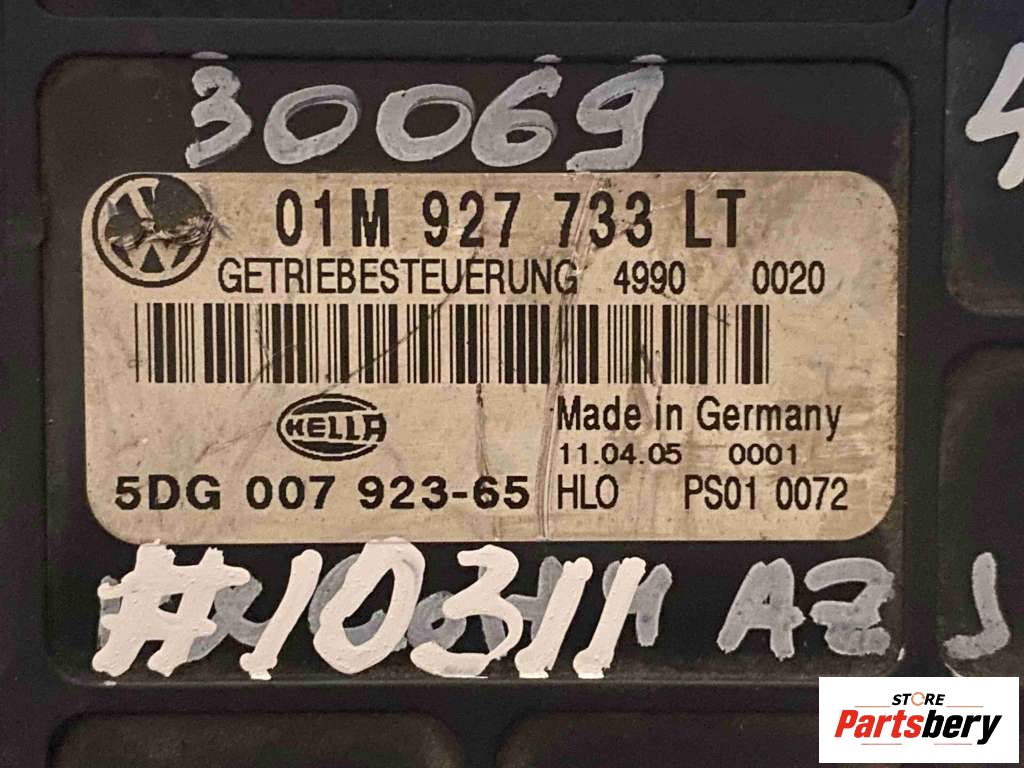 30069
01M 927 733 LT
GETRIEBESTEUERUNG 4990 0020
HELLA
Made in Germany
11.04.05 0001
5DG 007 923-65 HLO PS01 0072
#10311 AZJ
STORE
Partsbery